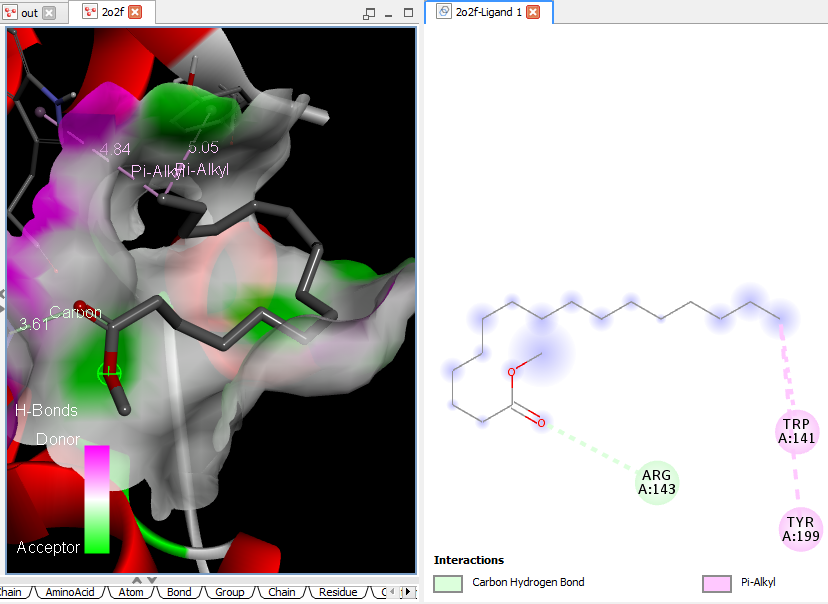 out
2o2f
2o2f-Ligand 1
4.84
5.05
Pi-Alkyl
Pi-Alkyl
Carbon
3.61
H-Bonds
Donor
Acceptor
O
O
TRP
A:141
ARG
A:143
TYR
A:199
Interactions
Carbon Hydrogen Bond
Pi-Alkyl
AminoAcid
Atom
Bond
Group
Chain
Residue